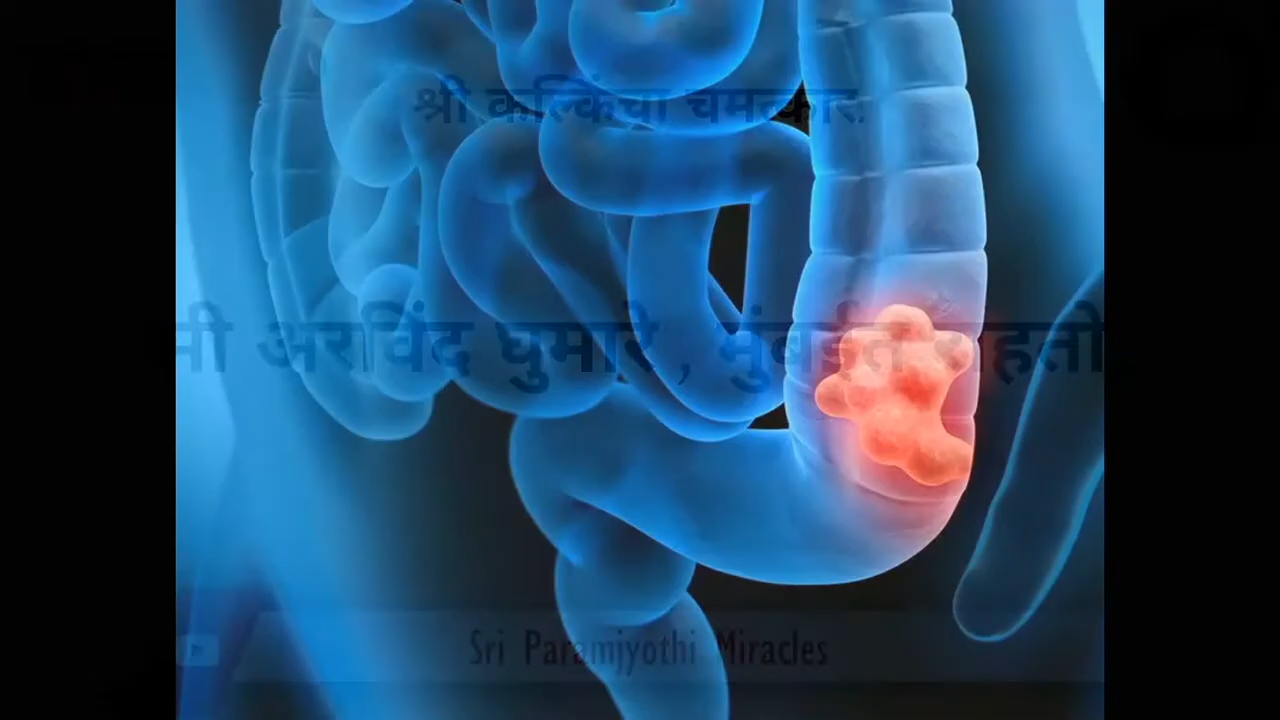 श्री कल्किंचा चमत्कार.
मी अरविंद घुमारे , मुंबईत राहतो
Sri Paramjyothi Miracles